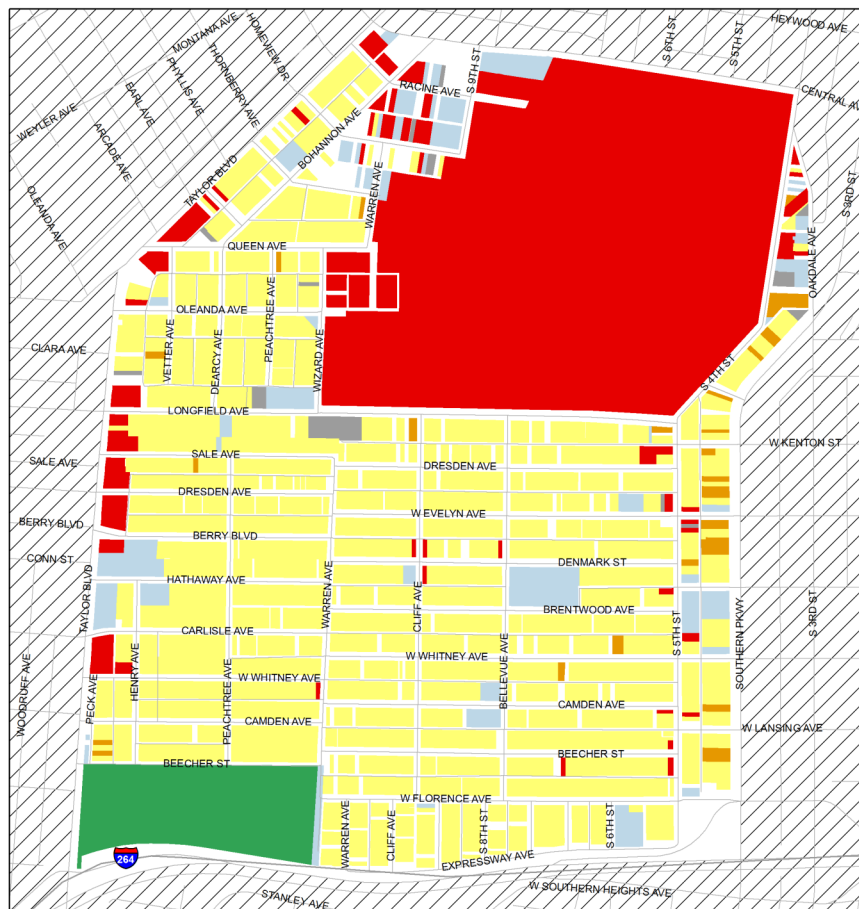 HEYWOOD AVE
S 6TH ST
S 5TH ST
HOMEVIEW DR
MONTANA AVE
THORNBERRY AVE
PHYLLIS AVE
EARL AVE
WEYLER AVE
ARCADE AVE
RACINE AVE
S 9TH ST
CENTRAL AV
BOHANNON AVE
TAYLOR BLVD
OLEANDA AVE
WARREN AVE
S 3RD ST
OAKDALE AVE
QUEEN AVE
OLEANDA AVE
PEACHTREE AVE
CLARA AVE
VETTER AVE
DEARCY AVE
WIZARD AVE
S 4TH ST
LONGFIELD AVE
W KENTON ST
SALE AVE
SALE AVE
DRESDEN AVE
DRESDEN AVE
W EVELYN AVE
BERRY BLVD
BERRY BLVD
CONN ST
DENMARK ST
HATHAWAY AVE
TAYLOR BLVD
WARREN AVE
CLIFF AVE
BRENTWOOD AVE
S 5TH ST
S 3RD ST
CARLISLE AVE
W WHITNEY AVE
BELLEVUE AVE
SOUTHERN PKWY
WOODRUFF AVE
PECK AVE
HENRY AVE
PEACHTREE AVE
W WHITNEY AVE
CAMDEN AVE
CAMDEN AVE
W LANSING AVE
BEECHER ST
BEECHER ST
W FLORENCE AVE
WARREN AVE
CLIFF AVE
S 8TH ST
S 6TH ST
264
EXPRESSWAY AVE
STANLEY AVE
W SOUTHERN HEIGHTS AVE